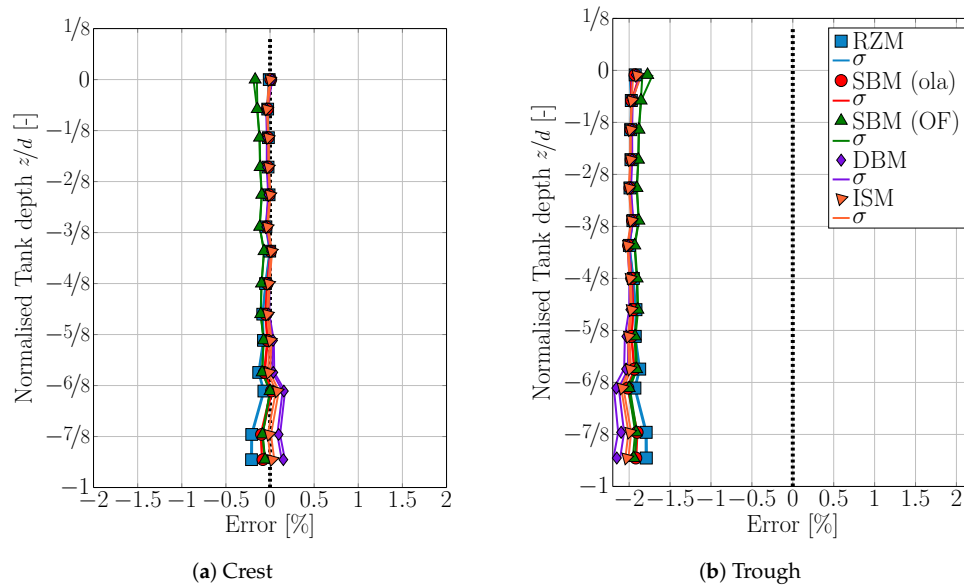 1/8
0
−1/8
−2/8
−3/8
−4/8
−5/8
−6/8
−7/8
−1
Normalised Tank depth z/d [-]
−2 −1.5 −1 −0.5 0 0.5 1 1.5 2
Error [%]
(a) Crest
1/8
0
−1/8
−2/8
−3/8
−4/8
−5/8
−6/8
−7/8
−1
Normalised Tank depth z/d [-]
−2 −1.5 −1 −0.5 0 0.5 1 1.5 2
Error [%]
RZM
σ
SBM (ola)
σ
SBM (OF)
σ
DBM
σ
ISM
σ
(b) Trough